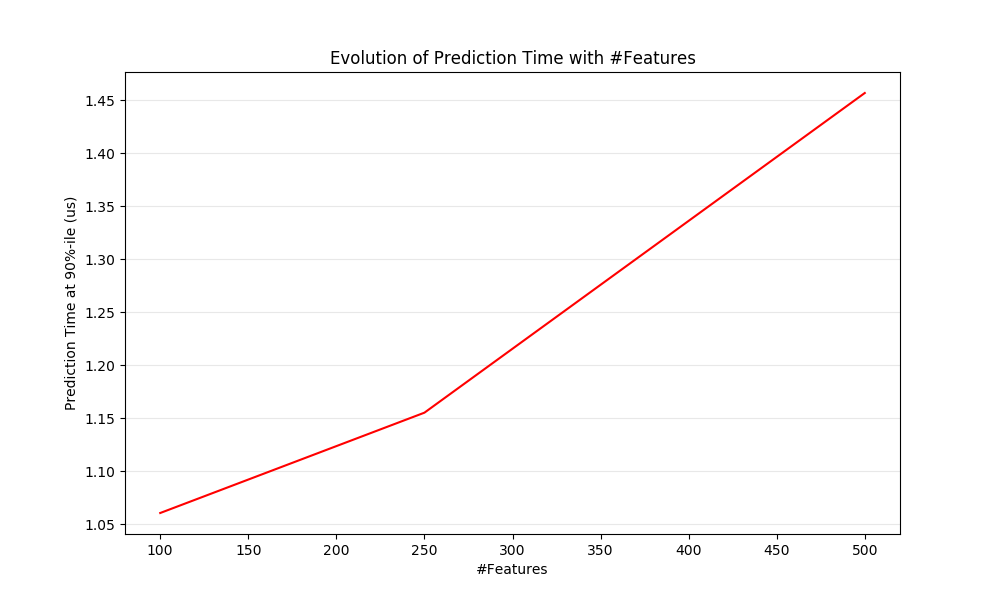 Evolution of Prediction Time with #Features
1.45
1.40
1.35
1.30
1.25
1.20
1.15
1.10
1.05
Prediction Time at 90%-ile (us)
100 150 200 250 300 350 400 450 500
#Features